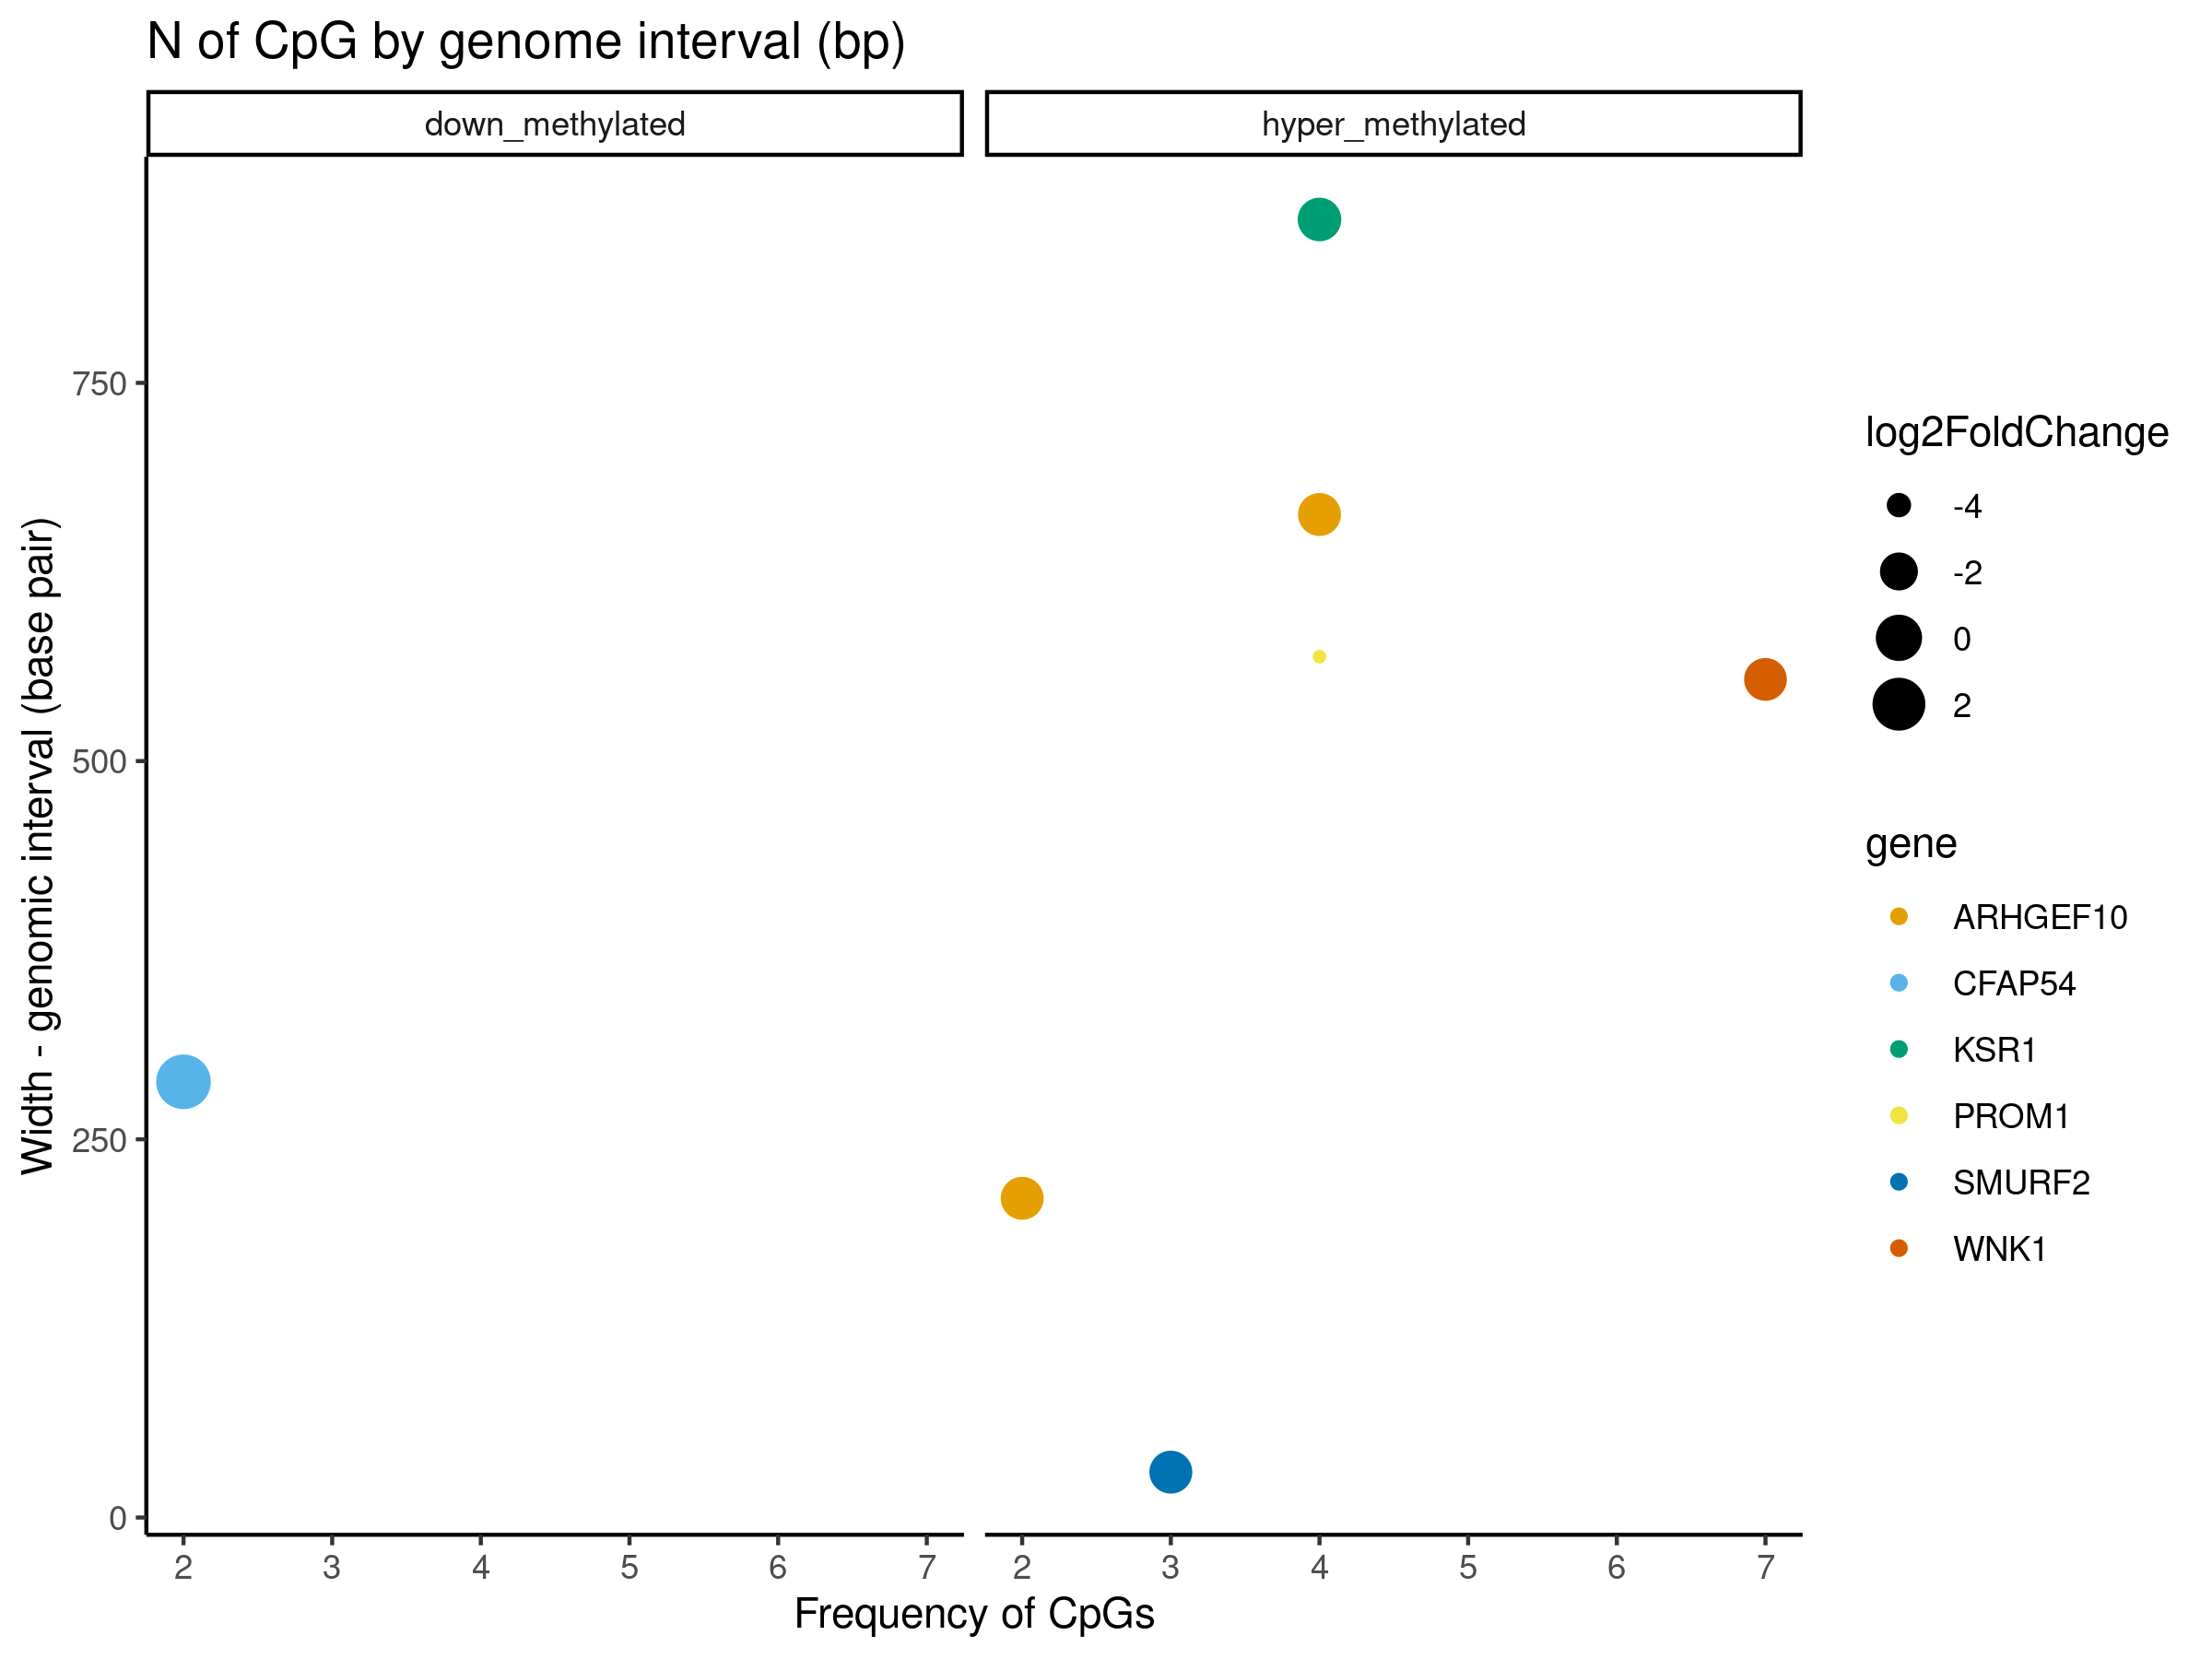 N of CpG by genome interval (bp)
down_methylated
hyper_methylated
Width - genomic interval (base pair)
750
500
250
0
2 3 4 5 6 7
2 3 4 5 6 7
Frequency of CpGs
log2FoldChange
-4
-2
0
2
gene
ARHGEF10
CFAP54
KSR1
PROM1
SMURF2
WNK1